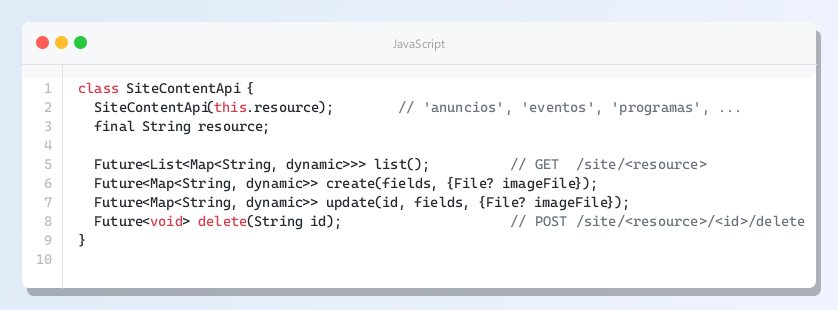 JavaScript
1 class SiteContentApi {
2   SiteContentApi(this.resource);        // 'anuncios', 'eventos', 'programas', ...
3   final String resource;
4
5   Future<List<Map<String, dynamic>>> list();          // GET  /site/<resource>
6   Future<Map<String, dynamic>> create(fields, {File? imageFile});
7   Future<Map<String, dynamic>> update(id, fields, {File? imageFile});
8   Future<void> delete(String id);                     // POST /site/<resource>/<id>/delete
9 }
10